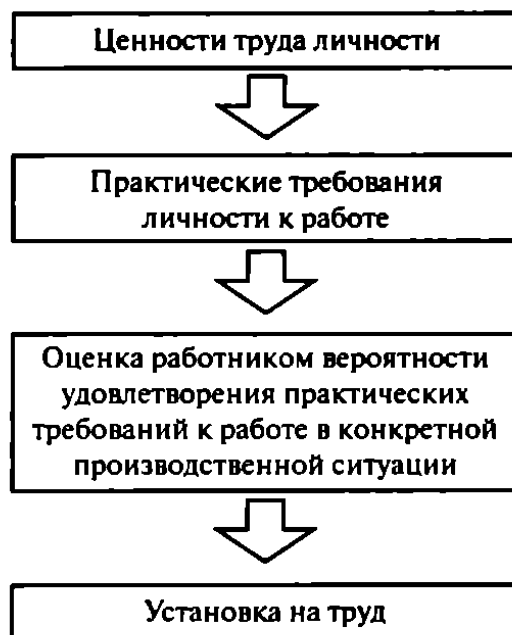 Ценности труда личности
Практические требования
личности к работе
Оценка работником вероятности
удовлетворения практических
требований к работе в конкретной
производственной ситуации
Установка на труд